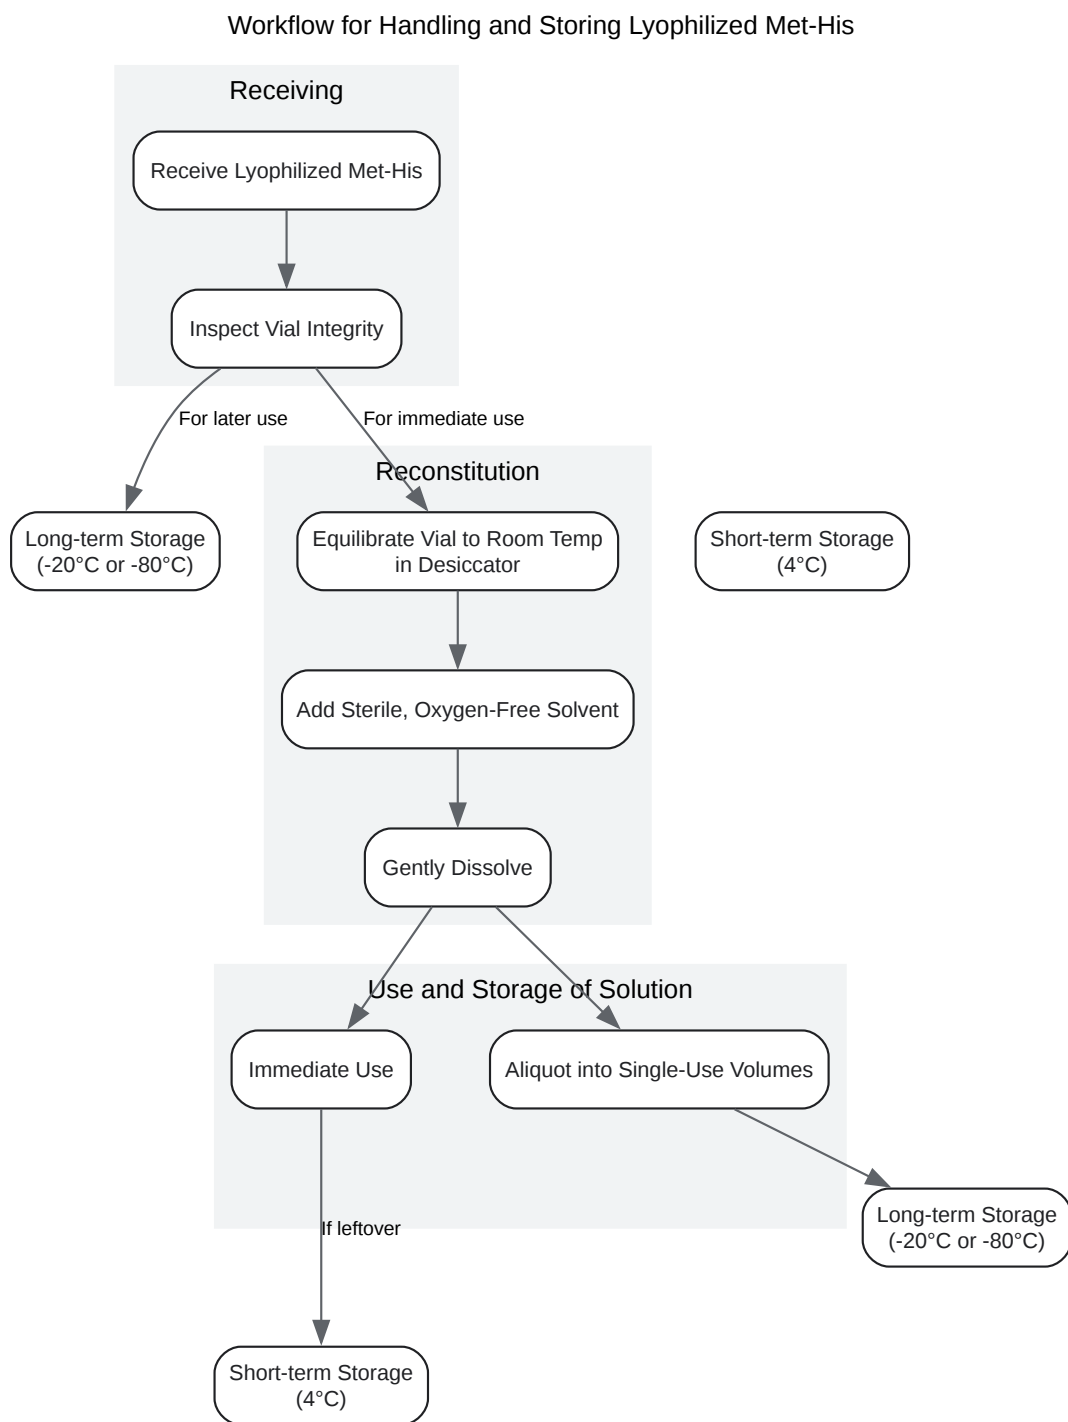 Workflow for Handling and Storing Lyophilized Met-His
Receiving
Receive Lyophilized Met-His
Inspect Vial Integrity
For later use
For immediate use
Reconstitution
Long-term Storage
(-20°C or -80°C)
Equilibrate Vial to Room Temp
in Desiccator
Short-term Storage
(4°C)
Add Sterile, Oxygen-Free Solvent
Gently Dissolve
Use and Storage of Solution
Immediate Use
Aliquot into Single-Use Volumes
If leftover
Long-term Storage
(-20°C or -80°C)
Short-term Storage
(4°C)